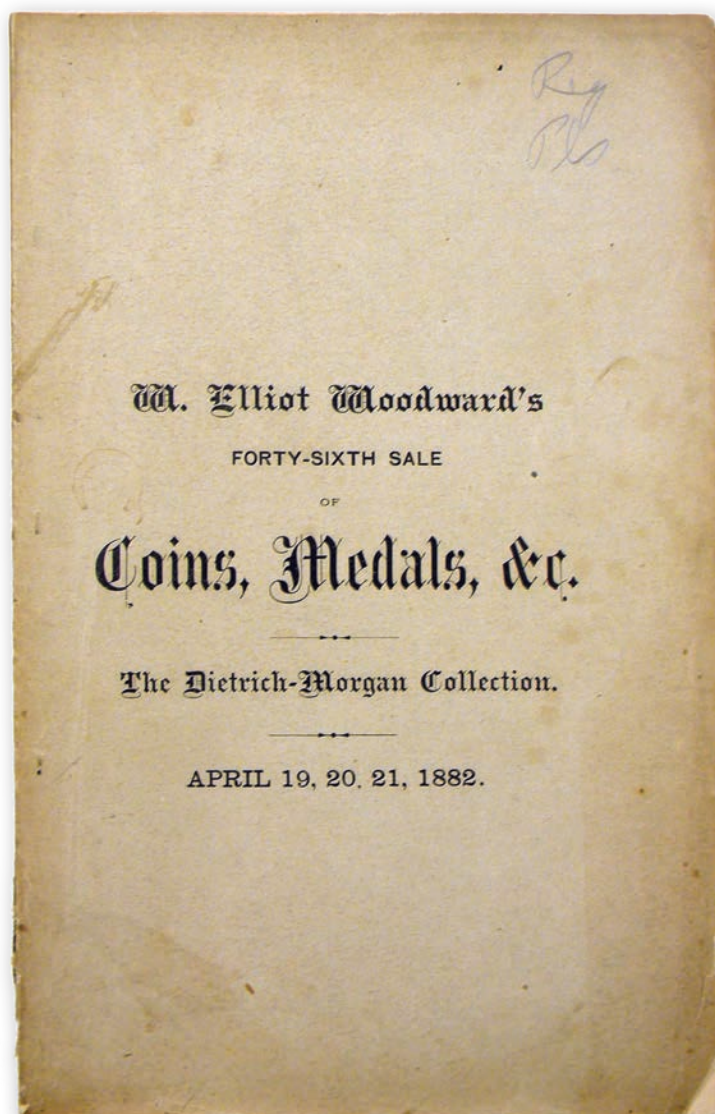 W. Elliot Woodward's
FORTY-SIXTH SALE
OF
Coins, Medals, &c.
The Dietrich-Morgan Collection.
APRIL 19, 20, 21, 1882.